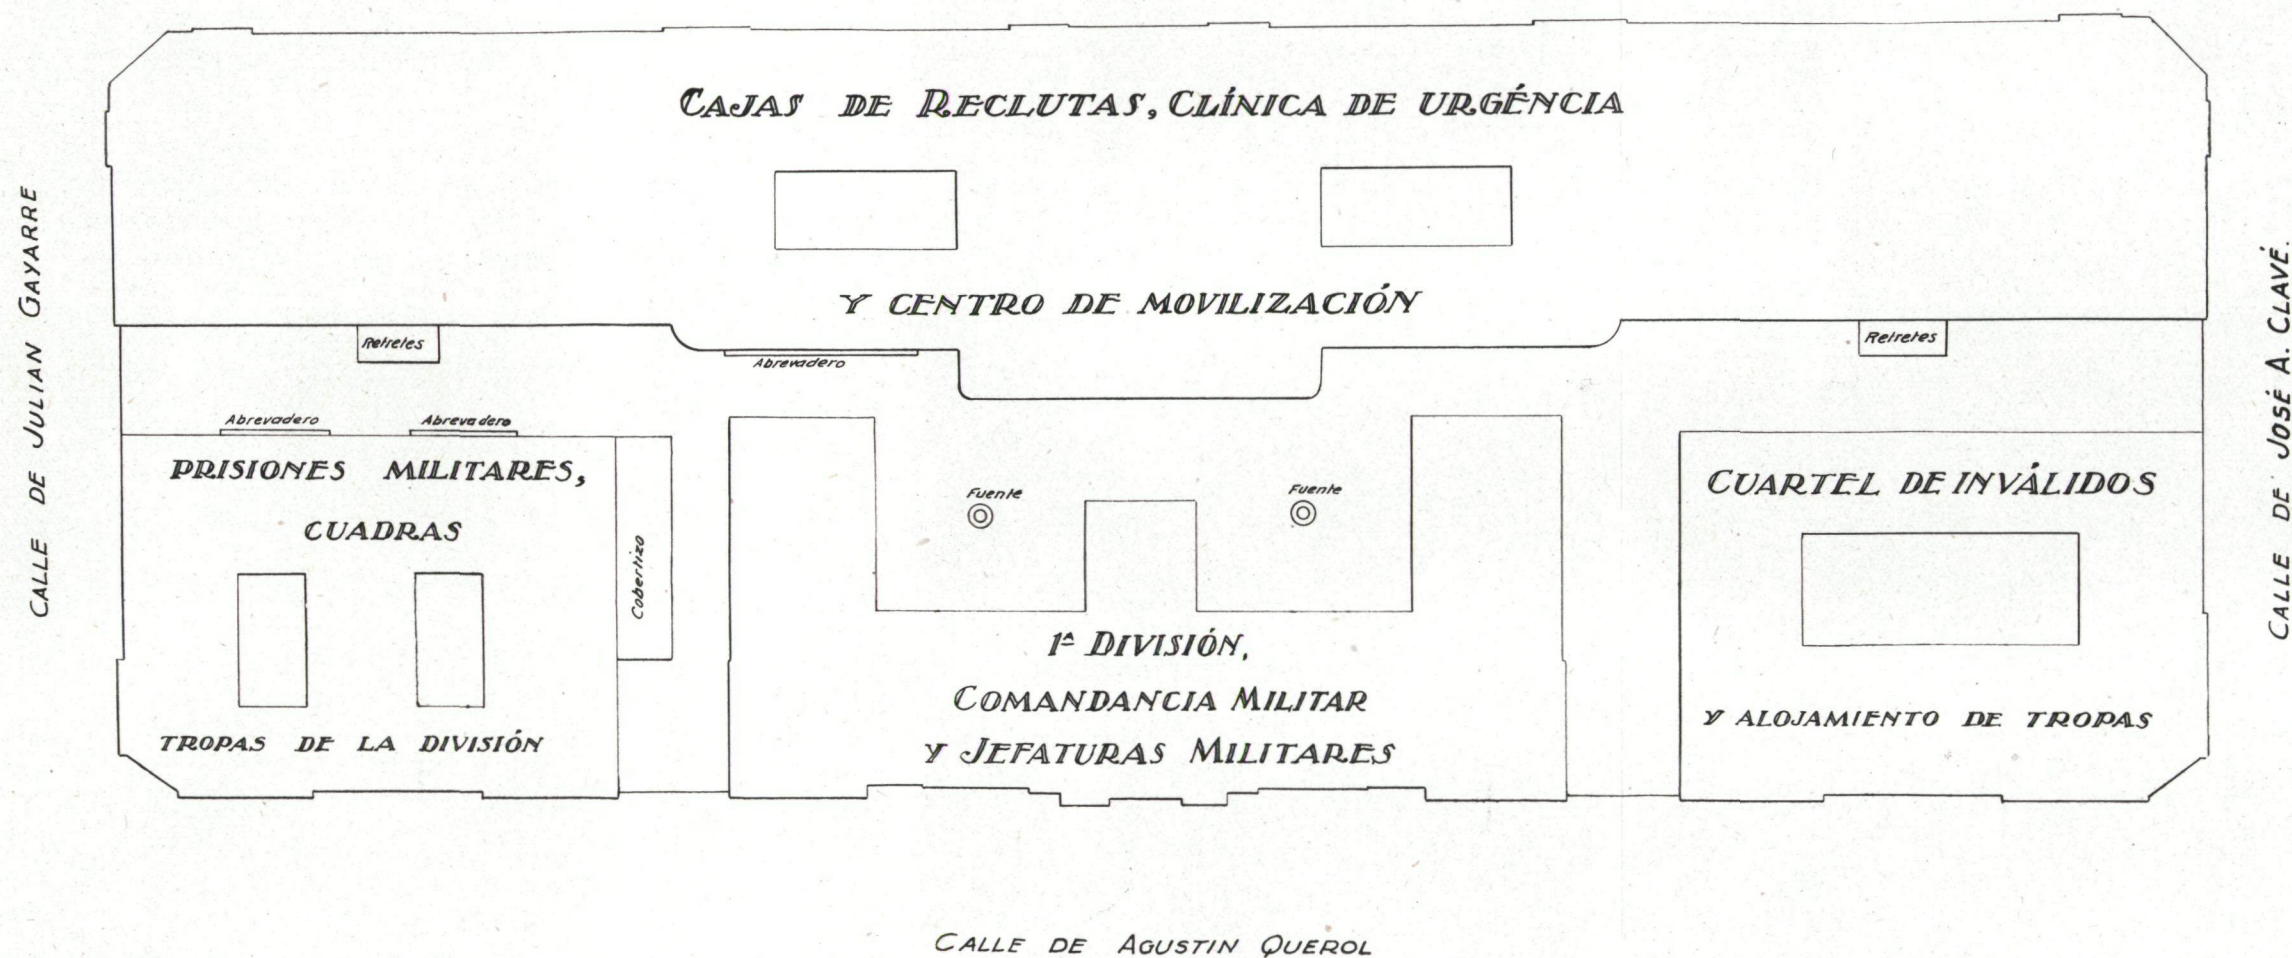 CAJAS DE RECLUTAS, CLÍNICA DE URGÉNCIA
Y CENTRO DE MOVILIZACIÓN
CALLE DE JULIAN GAYARRE
CALLE DE JOSÉ A. CLAVÉ.
Retretes
Abrevadero
Retretes
Abrevadero
Abrevadero
PRISIONES MILITARES,
CUADRAS
TROPAS DE LA DIVISIÓN
Cobertizo
Fuente
Fuente
1ª DIVISIÓN,
COMANDANCIA MILITAR
Y JEFATURAS MILITARES
CUARTEL DE INVÁLIDOS
Y ALOJAMIENTO DE TROPAS
CALLE DE AGUSTIN QUEROL